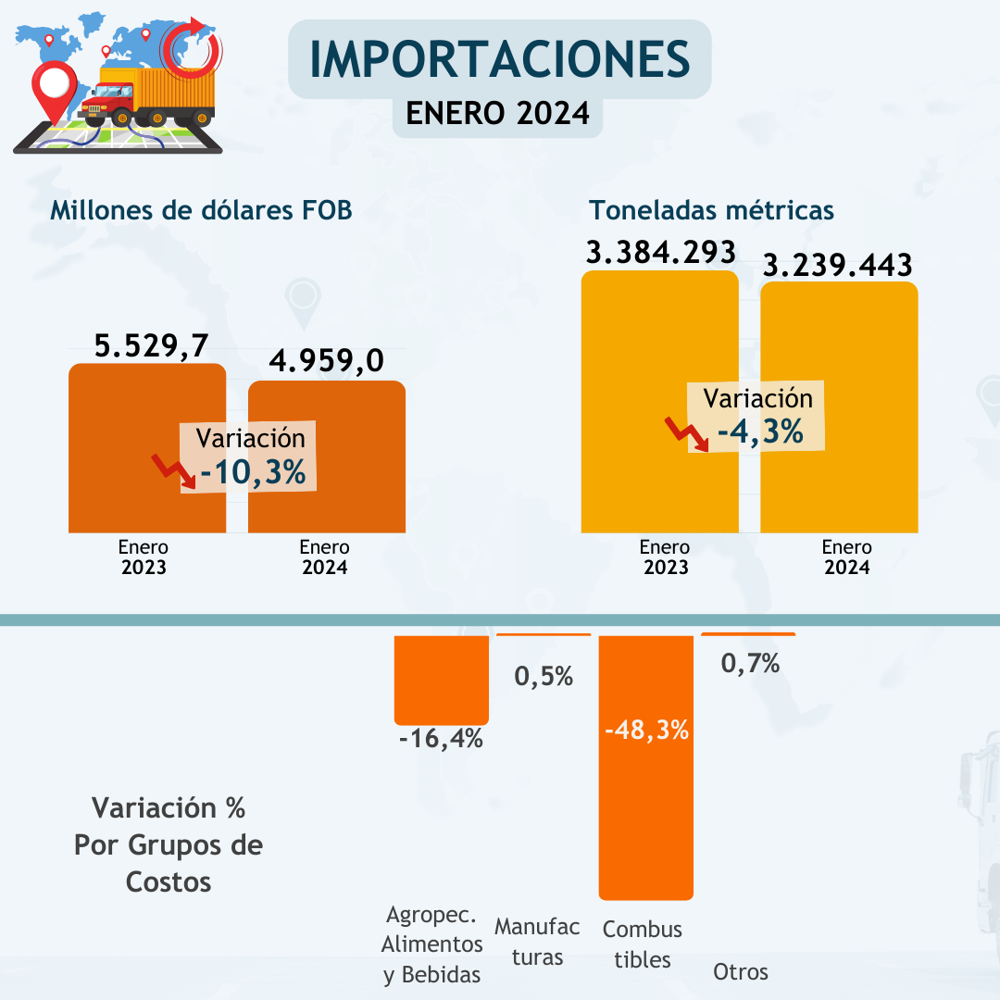 IMPORTACIONES
ENERO 2024
Millones de dólares FOB
5.529,7
4.959,0
Variación
-10,3%
Enero
2023
Enero
2024
Toneladas métricas
3.384.293
3.239.443
Variación
-4,3%
Enero
2023
Enero
2024
Variación %
Por Grupos de
Costos
-16,4%
0,5%
-48,3%
0,7%
Agropec.
Alimentos
y Bebidas
Manufac
turas
Combus
tibles
Otros